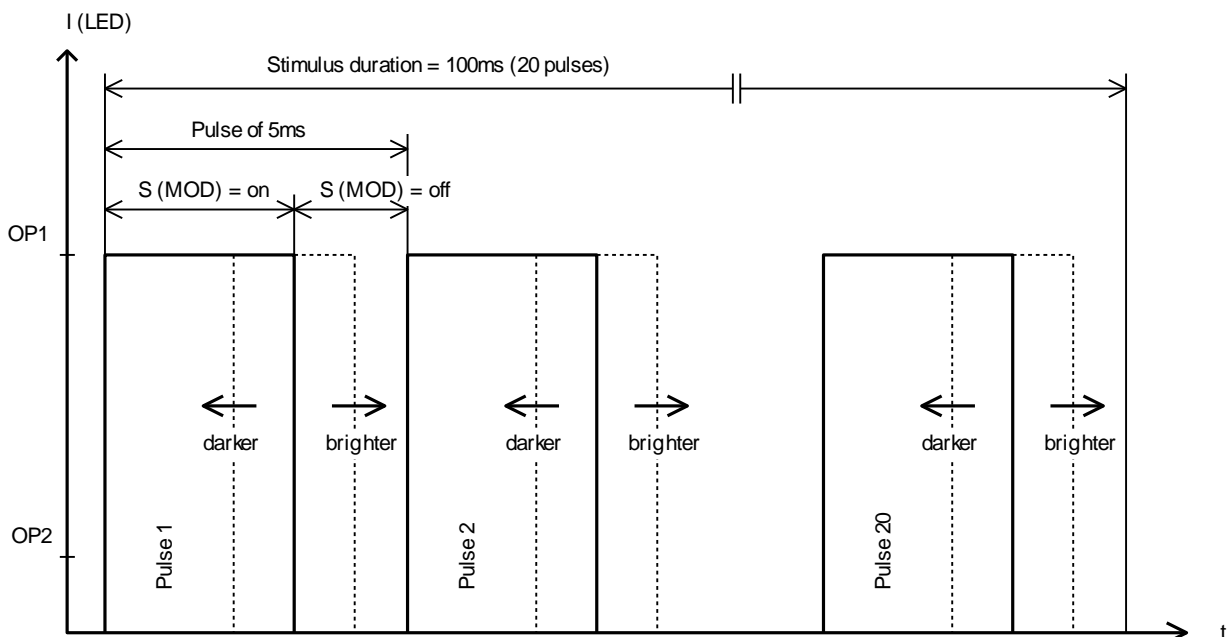 I (LED)
Stimulus duration = 100ms (20 pulses)
Pulse of 5ms
S (MOD) = on
S (MOD) = off
OP1
darker
brighter
darker
brighter
darker
brighter
OP2
Pulse 1
Pulse 2
Pulse 20
t